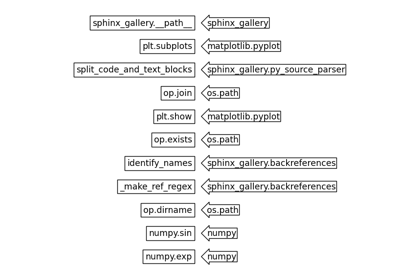 sphinx_gallery.__path__ sphinx_gallery
plt.subplots matplotlib.pyplot
split_code_and_text_blocks sphinx_gallery.py_source_parser
op.join os.path
plt.show matplotlib.pyplot
op.exists os.path
identify_names sphinx_gallery.backreferences
_make_ref_regex sphinx_gallery.backreferences
op.dirname os.path
numpy.sin numpy
numpy.exp numpy